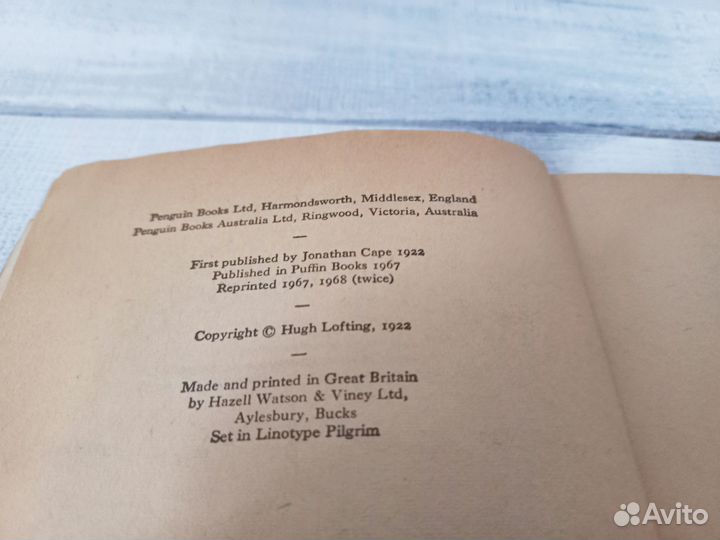 Penguin Books Ltd, Harmondsworth, Middlesex, England
Penguin Books Australia Ltd, Ringwood, Victoria, Australia
—
First published by Jonathan Cape 1922
Published in Puffin Books 1967
Reprinted 1967, 1968 (twice)
—
Copyright © Hugh Lofting, 1922
—
Made and printed in Great Britain
by Hazell Watson & Viney Ltd,
Aylesbury, Bucks
Set in Linotype Pilgrim
Avito